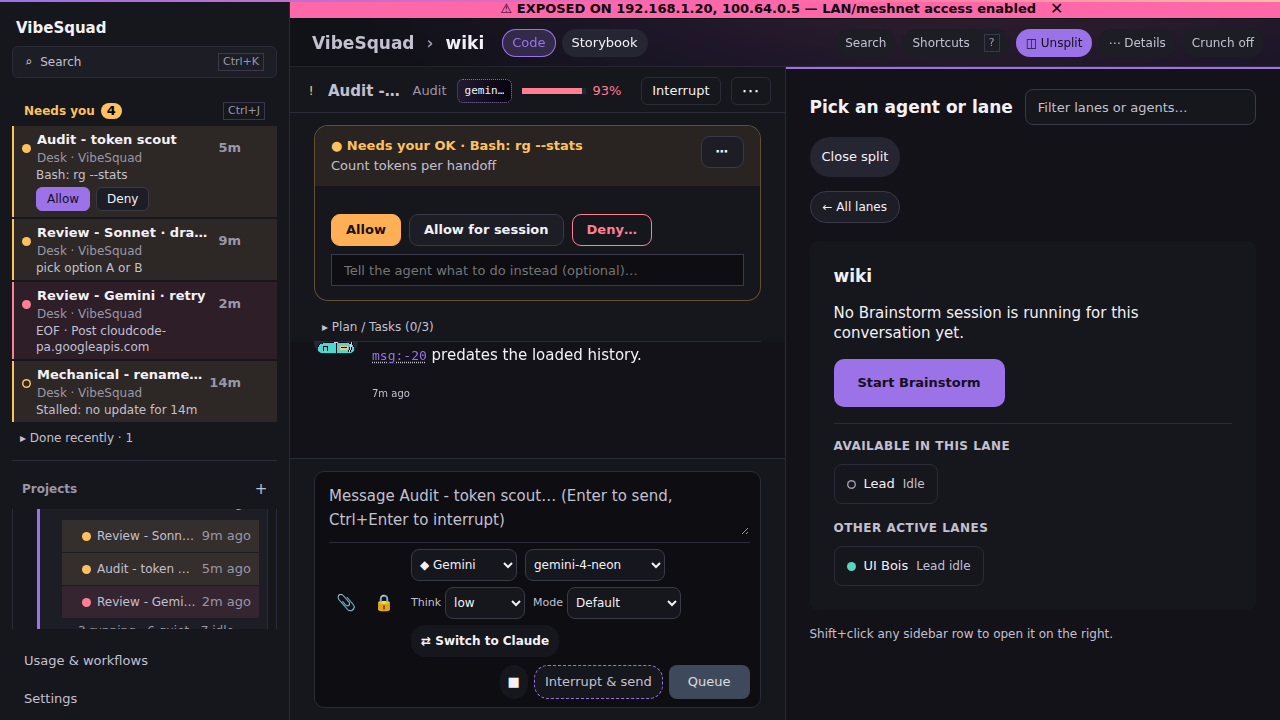 ⚠ EXPOSED ON 192.168.1.20, 100.64.0.5 — LAN/meshnet access enabled ✕
VibeSquad
⌕ Search Ctrl+K
Needs you 4 Ctrl+J
Audit - token scout 5m
Desk · VibeSquad
Bash: rg --stats
Allow Deny
Review - Sonnet · dra… 9m
Desk · VibeSquad
pick option A or B
Review - Gemini · retry 2m
Desk · VibeSquad
EOF · Post cloudcode-
pa.googleapis.com
Mechanical - rename… 14m
Desk · VibeSquad
Stalled: no update for 14m
▸ Done recently · 1
Projects +
Review - Sonn… 9m ago
Audit - token … 5m ago
Review - Gemi… 2m ago
Usage & workflows
Settings
VibeSquad › wiki Code Storybook
Search Shortcuts ? ◫ Unsplit ··· Details Crunch off
! Audit -… Audit gemin… 93% Interrupt ···
● Needs your OK · Bash: rg --stats ···
Count tokens per handoff
Allow Allow for session Deny…
Tell the agent what to do instead (optional)…
▸ Plan / Tasks (0/3)
msg:-20 predates the loaded history.
7m ago
Message Audit - token scout… (Enter to send,
Ctrl+Enter to interrupt)
◆ Gemini gemini-4-neon
Think low Mode Default
⇄ Switch to Claude
■ Interrupt & send Queue
Pick an agent or lane Filter lanes or agents…
Close split
← All lanes
wiki
No Brainstorm session is running for this
conversation yet.
Start Brainstorm
AVAILABLE IN THIS LANE
Lead Idle
OTHER ACTIVE LANES
UI Bois Lead idle
Shift+click any sidebar row to open it on the right.